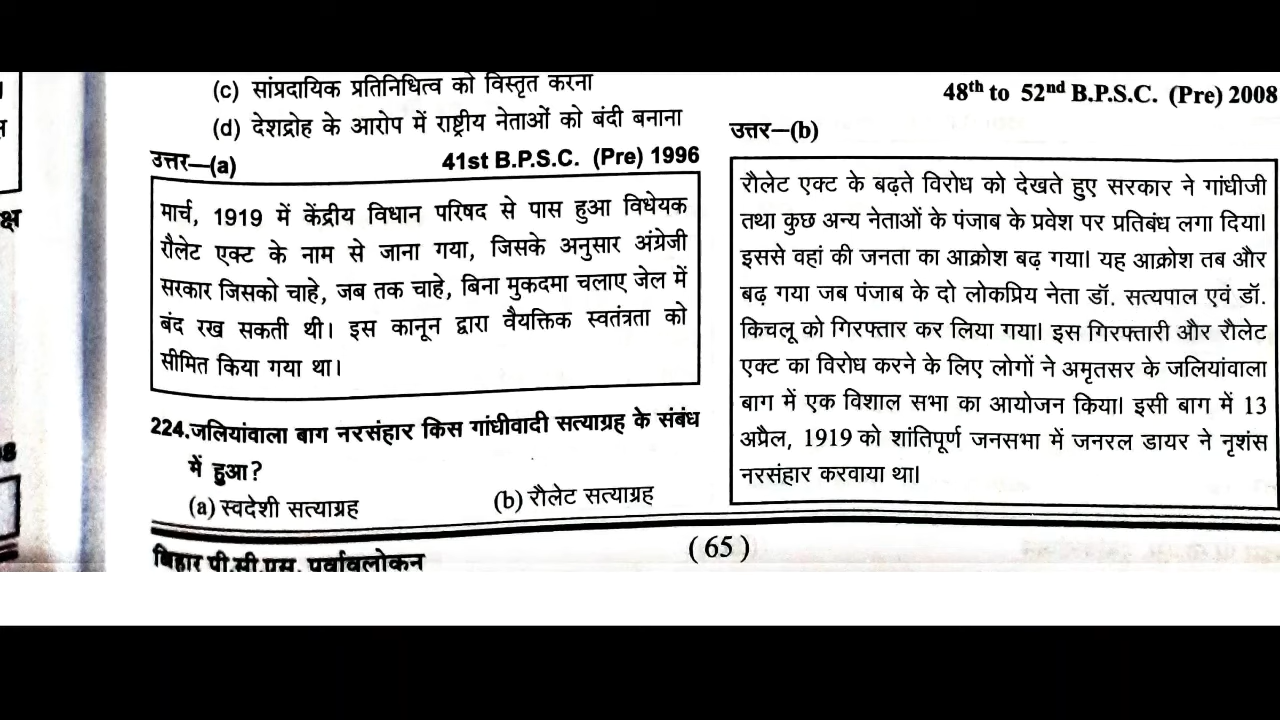 (c) सांप्रदायिक प्रतिनिधित्व को विस्तृत करना
(d) देशद्रोह के आरोप में राष्ट्रीय नेताओं को बंदी बनाना
उत्तर—(a) 41st B.P.S.C. (Pre) 1996
मार्च, 1919 में केंद्रीय विधान परिषद से पास हुआ विधेयक
रौलेट एक्ट के नाम से जाना गया, जिसके अनुसार अंग्रेजी
सरकार जिसको चाहे, जब तक चाहे, बिना मुकदमा चलाए जेल में
बंद रख सकती थी। इस कानून द्वारा वैयक्तिक स्वतंत्रता को
सीमित किया गया था।
224.जलियांवाला बाग नरसंहार किस गांधीवादी सत्याग्रह के संबंध
में हुआ?
(a) स्वदेशी सत्याग्रह (b) रौलेट सत्याग्रह
48th to 52nd B.P.S.C. (Pre) 2008
उत्तर—(b)
रौलेट एक्ट के बढ़ते विरोध को देखते हुए सरकार ने गांधीजी
तथा कुछ अन्य नेताओं के पंजाब के प्रवेश पर प्रतिबंध लगा दिया।
इससे वहां की जनता का आक्रोश बढ़ गया। यह आक्रोश तब और
बढ़ गया जब पंजाब के दो लोकप्रिय नेता डॉ. सत्यपाल एवं डॉ.
किचलू को गिरफ्तार कर लिया गया। इस गिरफ्तारी और रौलेट
एक्ट का विरोध करने के लिए लोगों ने अमृतसर के जलियांवाला
बाग में एक विशाल सभा का आयोजन किया। इसी बाग में 13
अप्रैल, 1919 को शांतिपूर्ण जनसभा में जनरल डायर ने नृशंस
नरसंहार करवाया था।
बिहार पी.सी.एस. पूर्वावलोकन
(65)